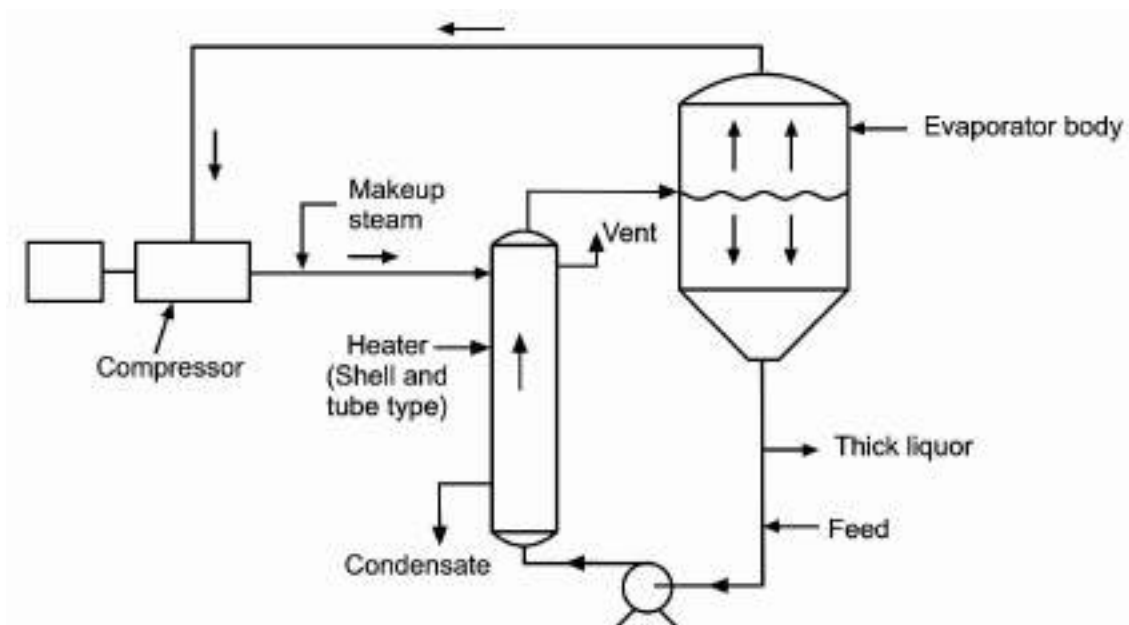 Evaporator body
Makeup
steam
Vent
Compressor
Heater
(Shell and
tube type)
Thick liquor
Feed
Condensate